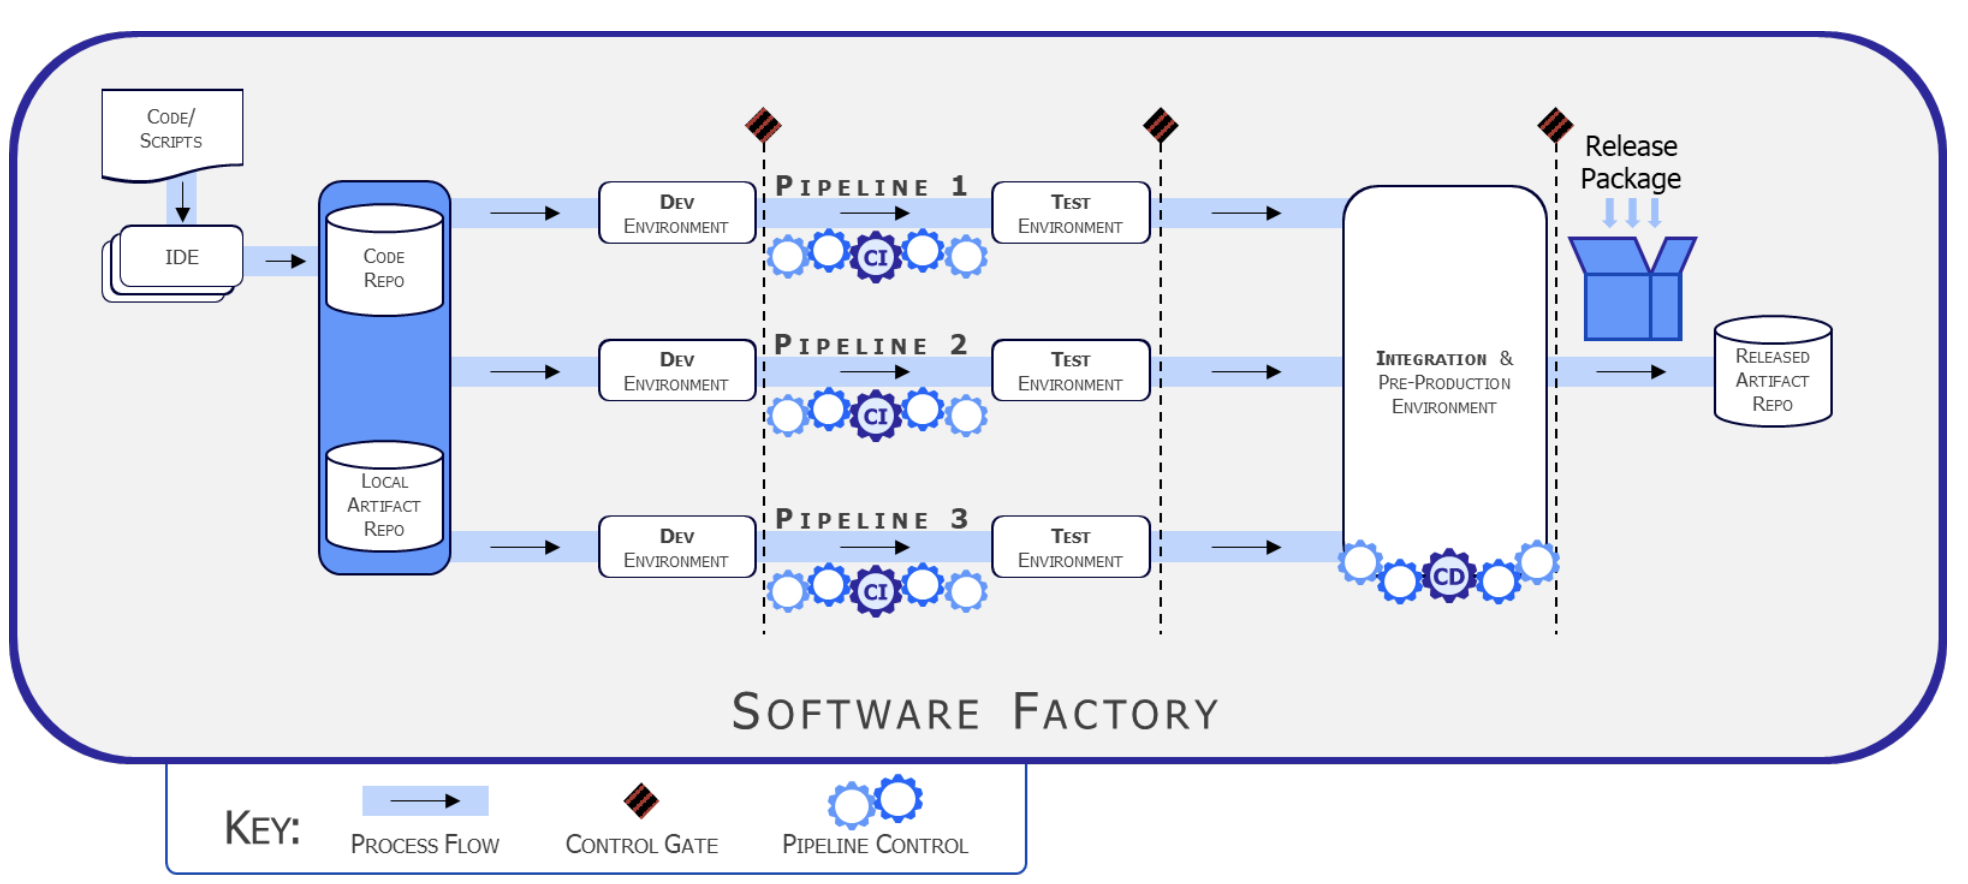 Code/
Scripts
IDE
Code
Repo
Local
Artifact
Repo
Pipeline 1
Dev
Environment
CI
Test
Environment
Pipeline 2
Dev
Environment
CI
Test
Environment
Pipeline 3
Dev
Environment
CI
Test
Environment
Integration &
Pre-Production
Environment
CD
Release
Package
Released
Artifact
Repo
Software Factory
Key:
Process Flow
Control Gate
Pipeline Control